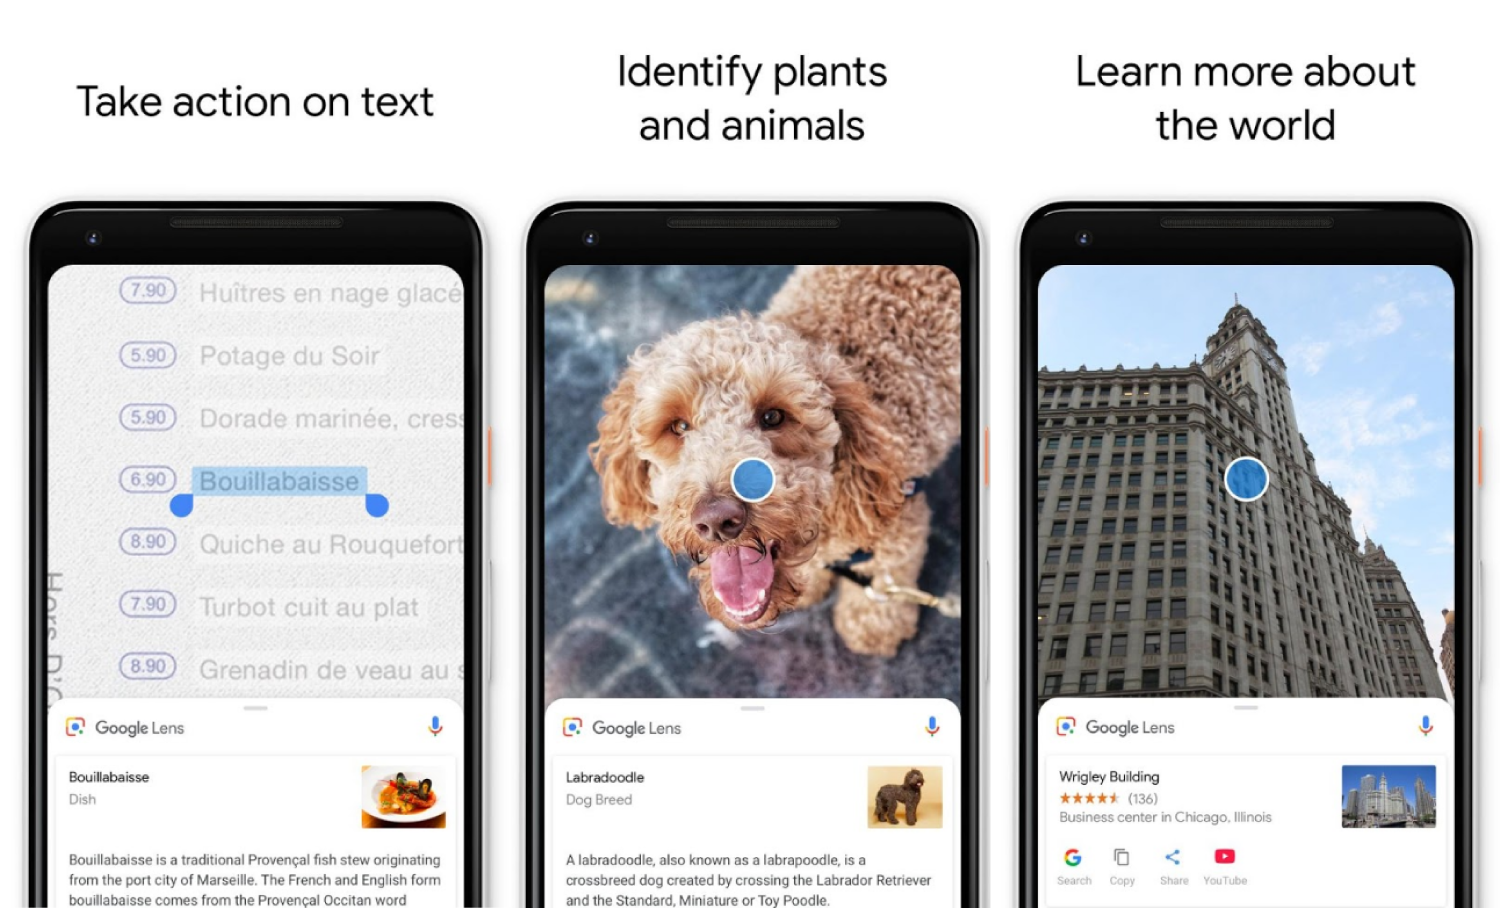 Take action on text
Identify plants
and animals
Learn more about
the world
7.90 Huîtres en nage glacé
5.90 Potage du Soir
5.90 Dorade marinée, cress
6.90 Bouillabaisse
8.90 Quiche au Rouquefort
7.90 Turbot cuit au plat
8.90 Grenadin de veau au s
Hors D'O
Google Lens
Bouillabaisse
Dish
Bouillabaisse is a traditional Provençal fish stew originating
from the port city of Marseille. The French and English form
bouillabaisse comes from the Provençal Occitan word
Google Lens
Labradoodle
Dog Breed
A labradoodle, also known as a labrapoodle, is a
crossbreed dog created by crossing the Labrador Retriever
and the Standard, Miniature or Toy Poodle.
Google Lens
Wrigley Building
(136)
Business center in Chicago, Illinois
Search Copy Share YouTube